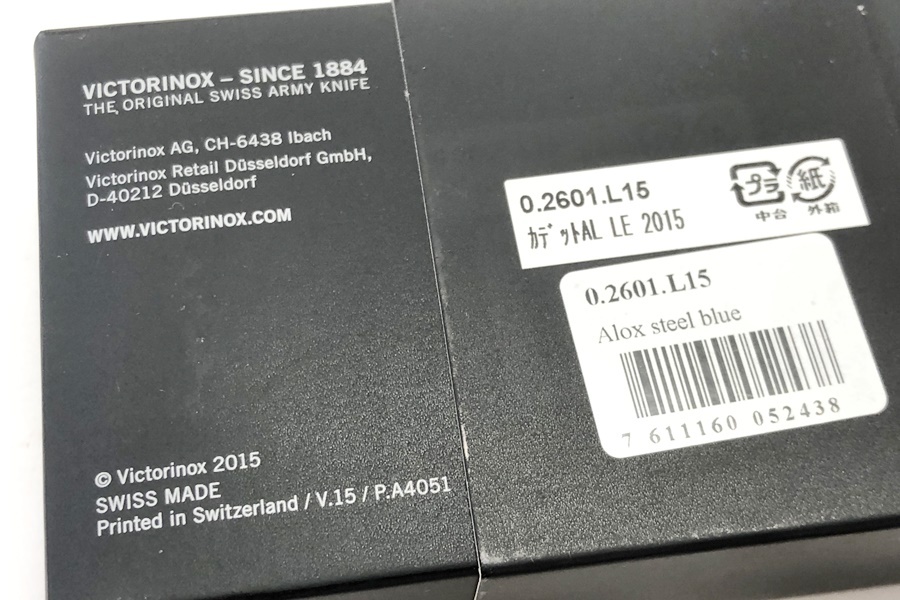 VICTORINOX – SINCE 1884
THE ORIGINAL SWISS ARMY KNIFE
Victorinox AG, CH-6438 Ibach
Victorinox Retail Düsseldorf GmbH,
D-40212 Düsseldorf
WWW.VICTORINOX.COM
© Victorinox 2015
SWISS MADE
Printed in Switzerland / V.15 / P.A4051
0.2601.L15
ｶﾃﾞｯﾄAL LE 2015
プラ
紙
中台
外箱
0.2601.L15
Alox steel blue
7 611160 052438